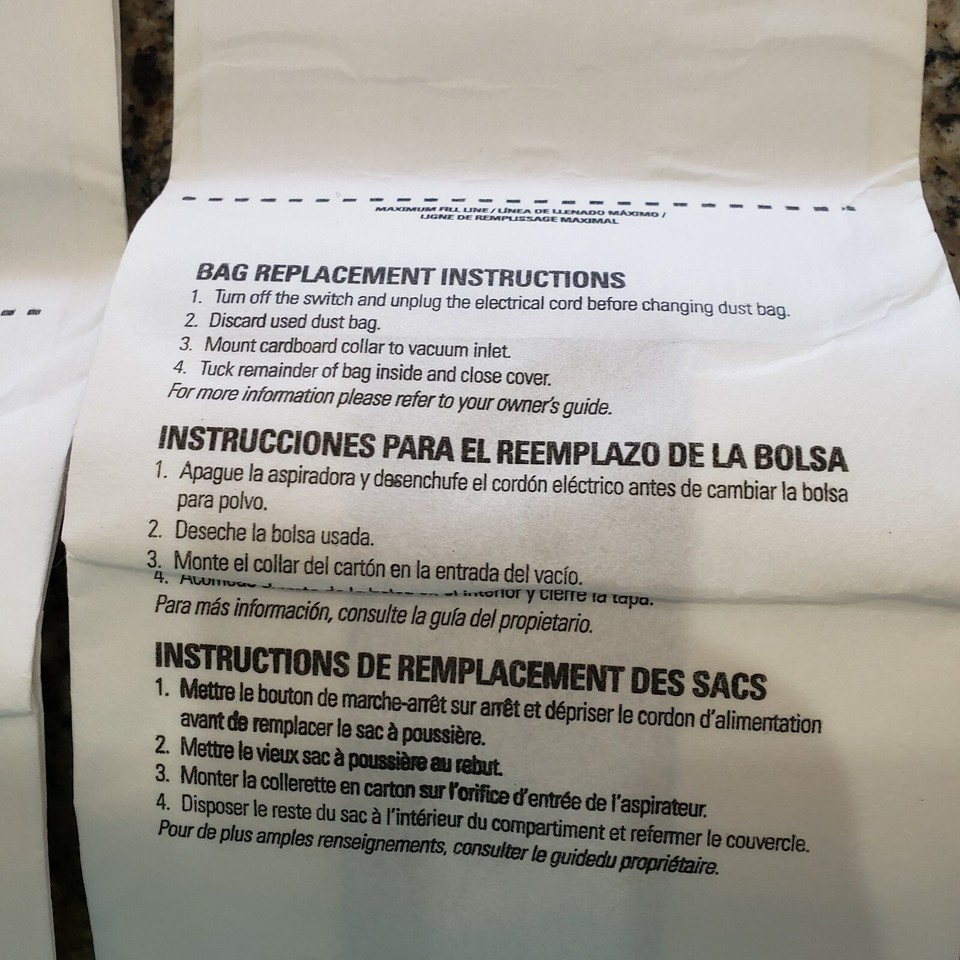 MAXIMUM FILL LINE / LÍNEA DE LLENADO MÁXIMO /
LIGNE DE REMPLISSAGE MAXIMAL
BAG REPLACEMENT INSTRUCTIONS
1. Turn off the switch and unplug the electrical cord before changing dust bag.
2. Discard used dust bag.
3. Mount cardboard collar to vacuum inlet.
4. Tuck remainder of bag inside and close cover.
For more information please refer to your owner's guide.
INSTRUCCIONES PARA EL REEMPLAZO DE LA BOLSA
1. Apague la aspiradora y desenchufe el cordón eléctrico antes de cambiar la bolsa
para polvo.
2. Deseche la bolsa usada.
3. Monte el collar del cartón en la entrada del vacío.
4. de la bolsa en el interior y cierre la tapa.
Para más información, consulte la guía del propietario.
INSTRUCTIONS DE REMPLACEMENT DES SACS
1. Mettre le bouton de marche-arrêt sur arrêt et dépriser le cordon d'alimentation
avant de remplacer le sac à poussière.
2. Mettre le vieux sac à poussière au rebut.
3. Monter la collerette en carton sur l'orifice d'entrée de l'aspirateur.
4. Disposer le reste du sac à l'intérieur du compartiment et refermer le couvercle.
Pour de plus amples renseignements, consulter le guidedu propriétaire.